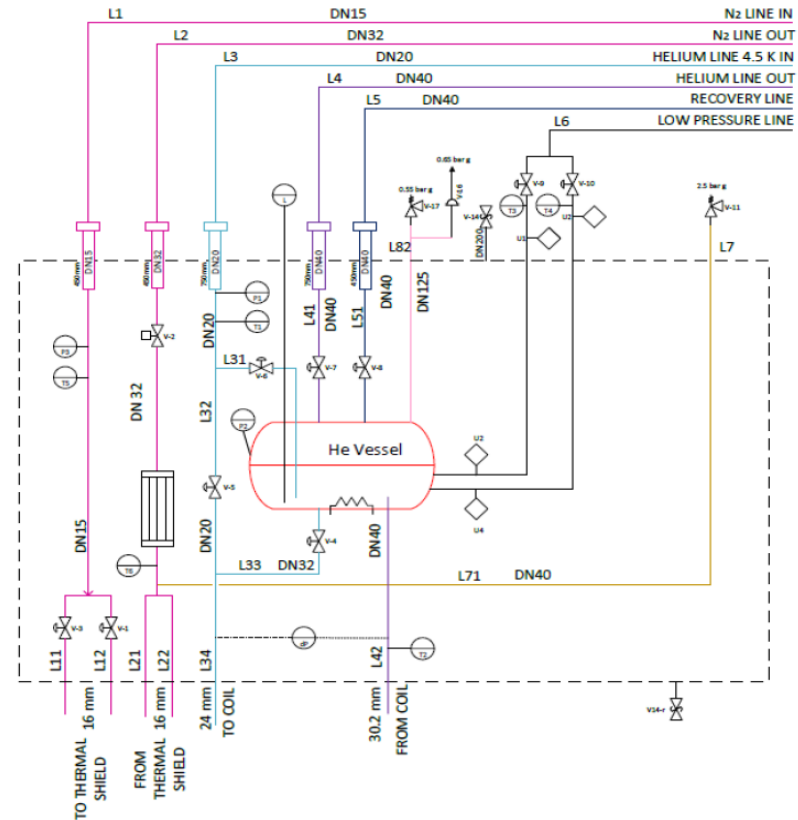 L1 DN15 N2 LINE IN
L2 DN32 N2 LINE OUT
L3 DN20 HELIUM LINE 4.5 K IN
L4 DN40 HELIUM LINE OUT
L5 DN40 RECOVERY LINE
L6 LOW PRESSURE LINE
0.65 bar g
V-16
0.55 bar g
V-17
V-14
DN200
V-9
V-10
T3
T4
U2
U1
2.5 bar g
V-11
L82
L7
450mm
DN15
450mm
DN32
750mm
DN20
750mm
DN40
450mm
DN40
L
P1
T1
DN20
L41
DN40
L51
DN40
DN125
P3
T5
V-2
L31
V-6
V-7
V-8
DN 32
L32
P2
He Vessel
U2
U4
V-5
DN15
DN20
V-4
DN40
T6
L33 DN32
L71 DN40
V-3
V-1
dP
T2
L11
L12
L21
L22
L34
L42
V14-r
16 mm
TO THERMAL
SHIELD
16 mm
FROM
THERMAL
SHIELD
24 mm
TO COIL
30.2 mm
FROM COIL